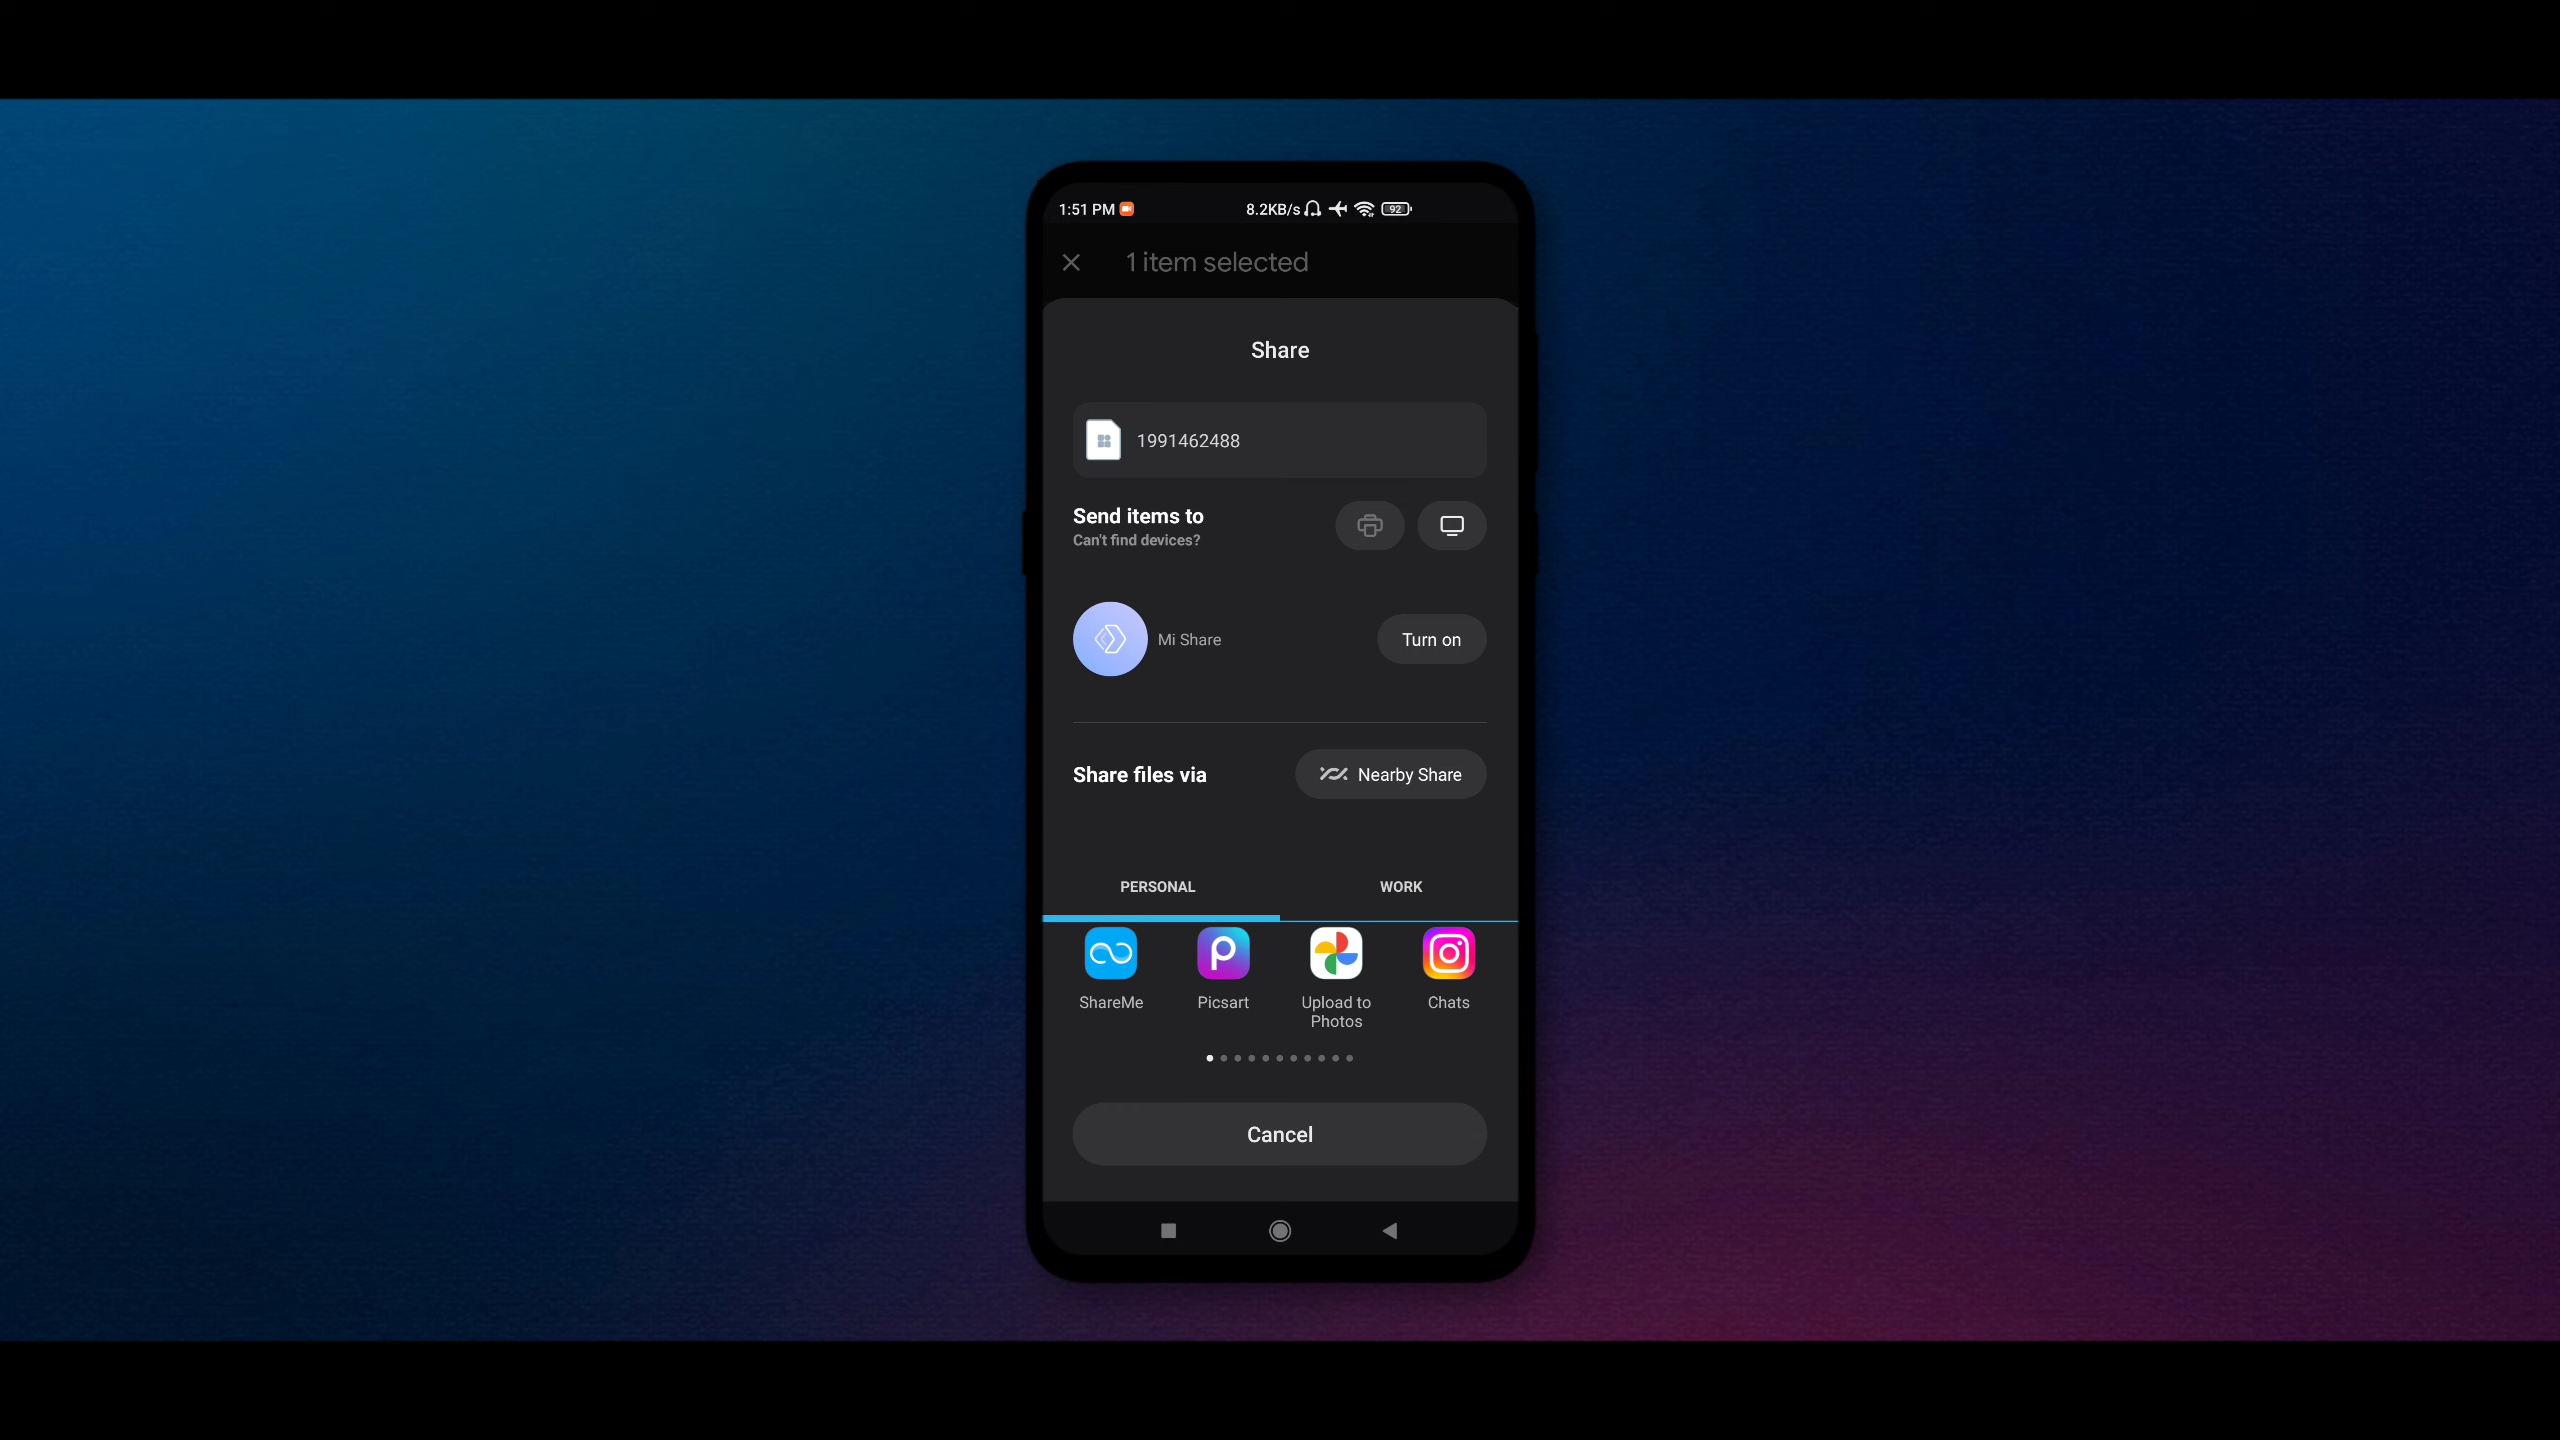 1:51 PM
8.2KB/s
92
1 item selected
Share
1991462488
Send items to
Can't find devices?
Mi Share
Turn on
Share files via
Nearby Share
PERSONAL
WORK
ShareMe
Picsart
Upload to
Photos
Chats
Cancel